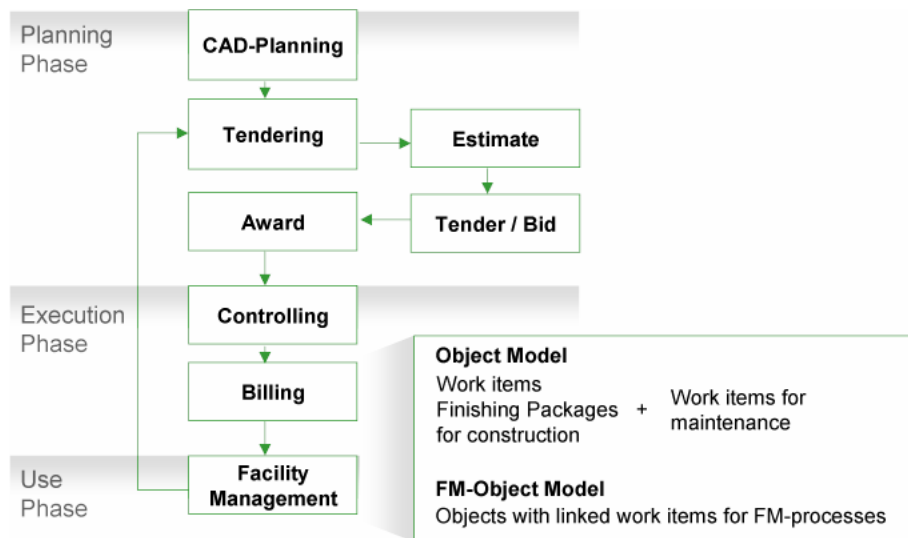 Planning
Phase
CAD-Planning
Tendering
Estimate
Award
Tender / Bid
Execution
Phase
Controlling
Billing
Object Model
Work items
Finishing Packages
for construction
+
Work items for
maintenance
Use
Phase
Facility
Management
FM-Object Model
Objects with linked work items for FM-processes